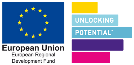 European Union
European Regional
Development Fund
UNLOCKING
POTENTIAL